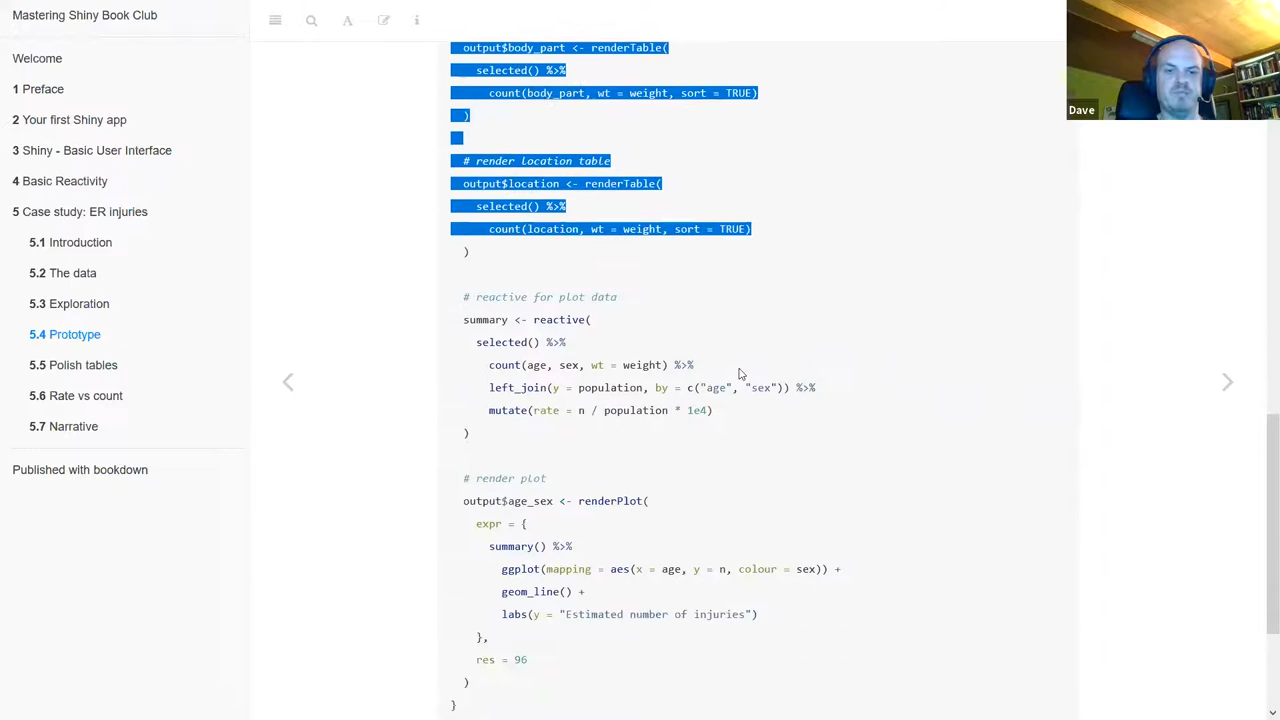 Mastering Shiny Book Club
Welcome
1 Preface
2 Your first Shiny app
3 Shiny - Basic User Interface
4 Basic Reactivity
5 Case study: ER injuries
5.1 Introduction
5.2 The data
5.3 Exploration
5.4 Prototype
5.5 Polish tables
5.6 Rate vs count
5.7 Narrative
Published with bookdown
A
i
output$body_part <- renderTable(
selected() %>%
count(body_part, wt = weight, sort = TRUE)
)
# render location table
output$location <- renderTable(
selected() %>%
count(location, wt = weight, sort = TRUE)
)
# reactive for plot data
summary <- reactive(
selected() %>%
count(age, sex, wt = weight) %>%
left_join(y = population, by = c("age", "sex")) %>%
mutate(rate = n / population * 1e4)
)
# render plot
output$age_sex <- renderPlot(
expr = {
summary() %>%
ggplot(mapping = aes(x = age, y = n, colour = sex)) +
geom_line() +
labs(y = "Estimated number of injuries")
},
res = 96
)
}
Dave